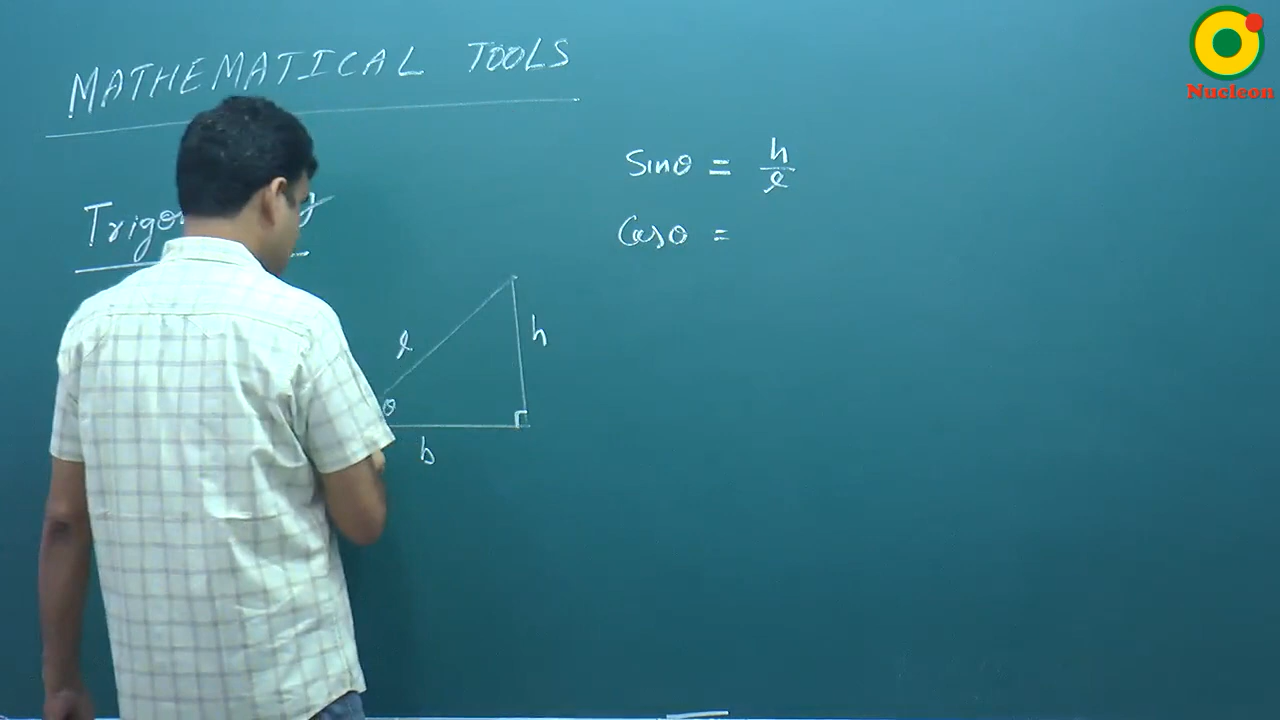 MATHEMATICAL TOOLS
Nucleon
Sinθ = h/l
Cosθ =
l
h
θ
b